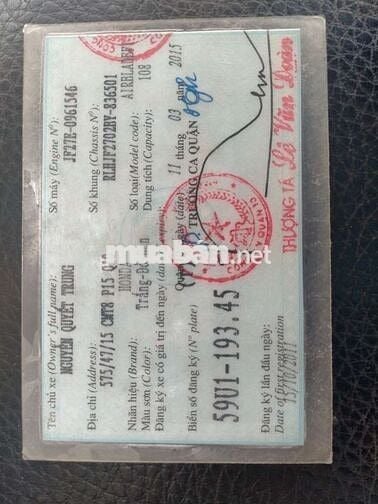 Tên chủ xe (Owner's full name):
NGUYỄN QUYẾT TRUNG
Địa chỉ (Address):
575/47/15 CMT8 P15 Q10
Nhãn hiệu (Brand): HONDA
Màu sơn (Color): Trắng-Đ
Đăng ký xe có giá trị đến ngày
Biển số đăng ký (N° plate)
59U1-193.45
Đăng ký lần đầu ngày:
Date of first registration
Số máy (Engine N°):
JF27E-0961546
Số khung (Chassis N°):
RLHJF2702BY-836501
Số loại (Model code): AIRBLADE
Dung tích (Capacity): 108
ngày (date) 11 tháng 03 năm 2015
TRƯỞNG CA QUẬN
THƯỢNG TÁ Lê Văn Đoàn
muaban.net